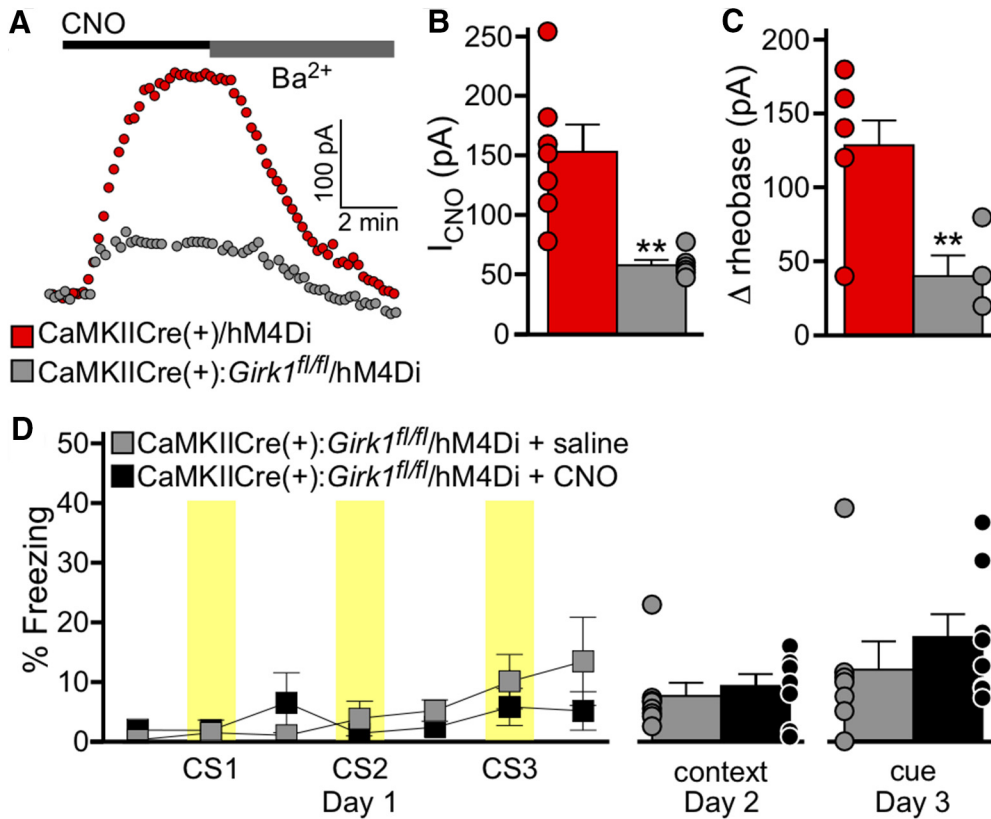 A
CNO
Ba2+
100 pA
2 min
CaMKIICre(+)/hM4Di
CaMKIICre(+):Girk1fl/fl/hM4Di
B
ICNO (pA)
250
200
150
100
50
0
**
C
Δ rheobase (pA)
200
150
100
50
0
**
D
CaMKIICre(+):Girk1fl/fl/hM4Di + saline
CaMKIICre(+):Girk1fl/fl/hM4Di + CNO
% Freezing
50
40
30
20
10
0
CS1 CS2 CS3
Day 1
context
Day 2
cue
Day 3